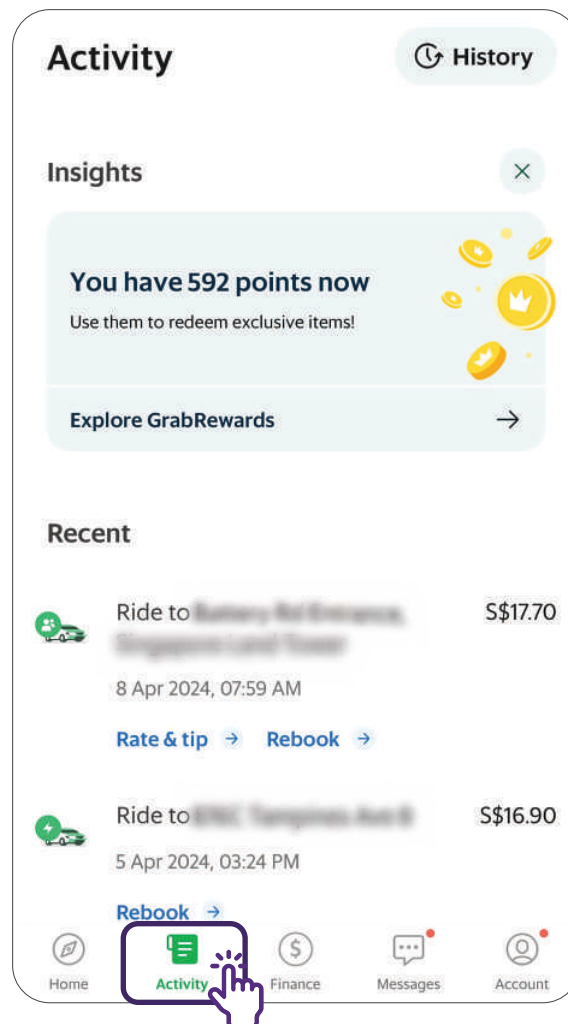 Activity
History
Insights
You have 592 points now
Use them to redeem exclusive items!
Explore GrabRewards
Recent
Ride to
S$17.70
8 Apr 2024, 07:59 AM
Rate & tip
Rebook
Ride to
S$16.90
5 Apr 2024, 03:24 PM
Rebook
Home
Activity
Finance
Messages
Account